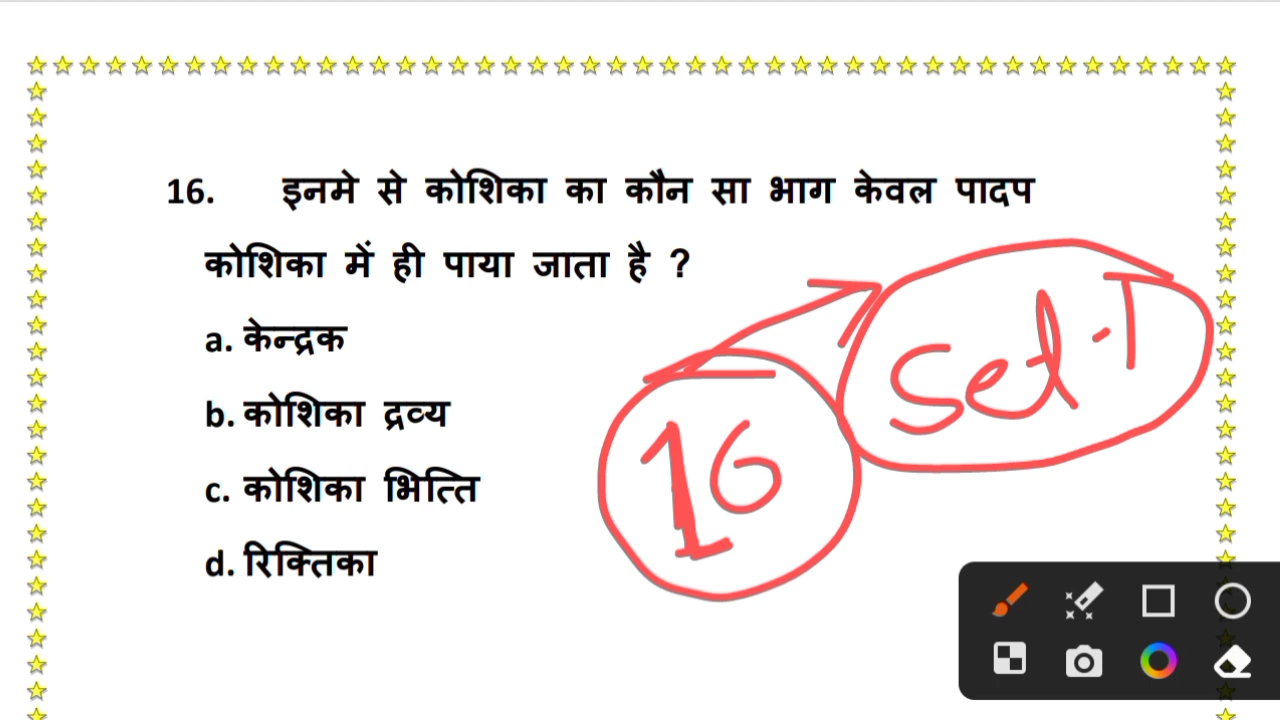 16. इनमे से कोशिका का कौन सा भाग केवल पादप
कोशिका में ही पाया जाता है ?
a. केन्द्रक
b. कोशिका द्रव्य
c. कोशिका भित्ति
d. रिक्तिका
16
Set-1